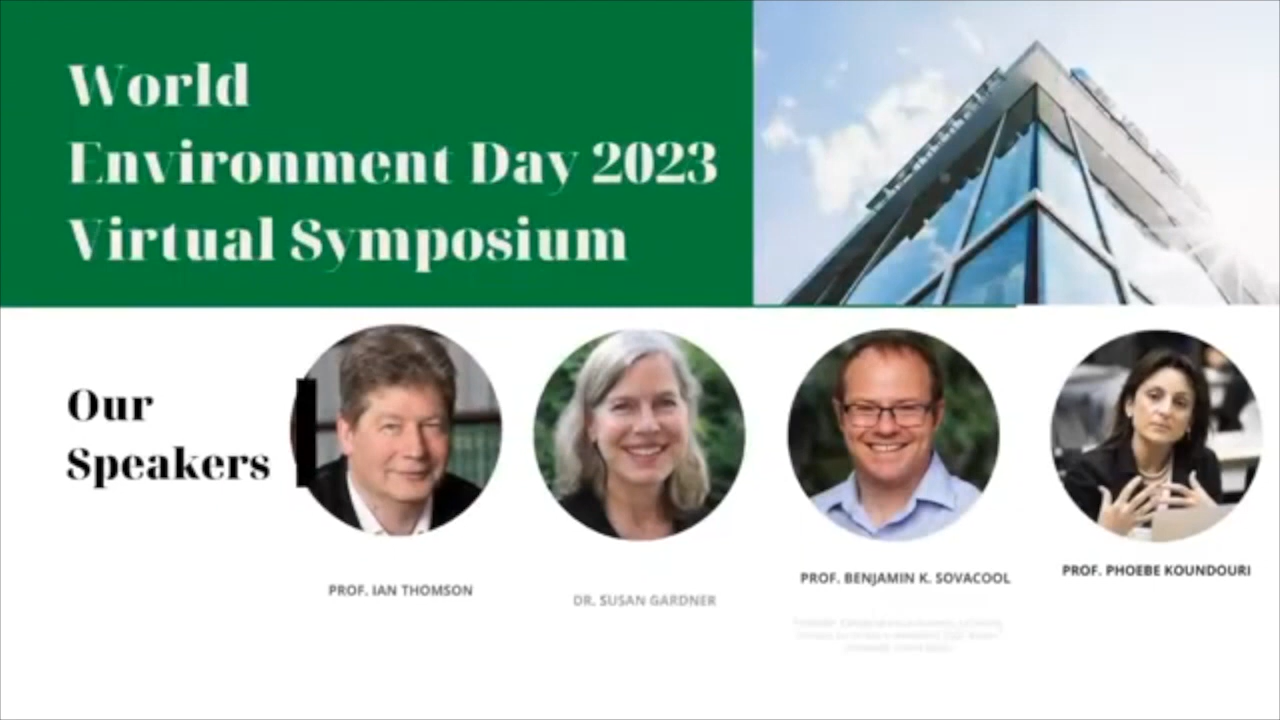 World
Environment Day 2023
Virtual Symposium
Our
Speakers
PROF. IAN THOMSON
DR. SUSAN GARDNER
PROF. BENJAMIN K. SOVACOOL
PROF. PHOEBE KOUNDOURI